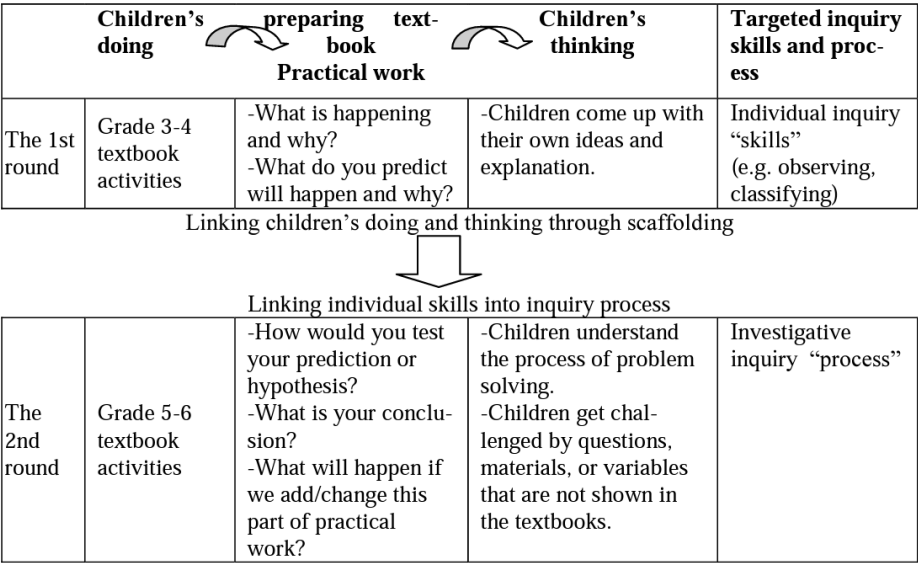 Children's
doing
preparing text-
book
Practical work
Children's
thinking
Targeted inquiry
skills and proc-
ess
The 1st
round
Grade 3-4
textbook
activities
-What is happening
and why?
-What do you predict
will happen and why?
-Children come up with
their own ideas and
explanation.
Individual inquiry
“skills”
(e.g. observing,
classifying)
Linking children's doing and thinking through scaffolding
Linking individual skills into inquiry process
The
2nd
round
Grade 5-6
textbook
activities
-How would you test
your prediction or
hypothesis?
-What is your conclu-
sion?
-What will happen if
we add/change this
part of practical
work?
-Children understand
the process of problem
solving.
-Children get chal-
lenged by questions,
materials, or variables
that are not shown in
the textbooks.
Investigative
inquiry “process”